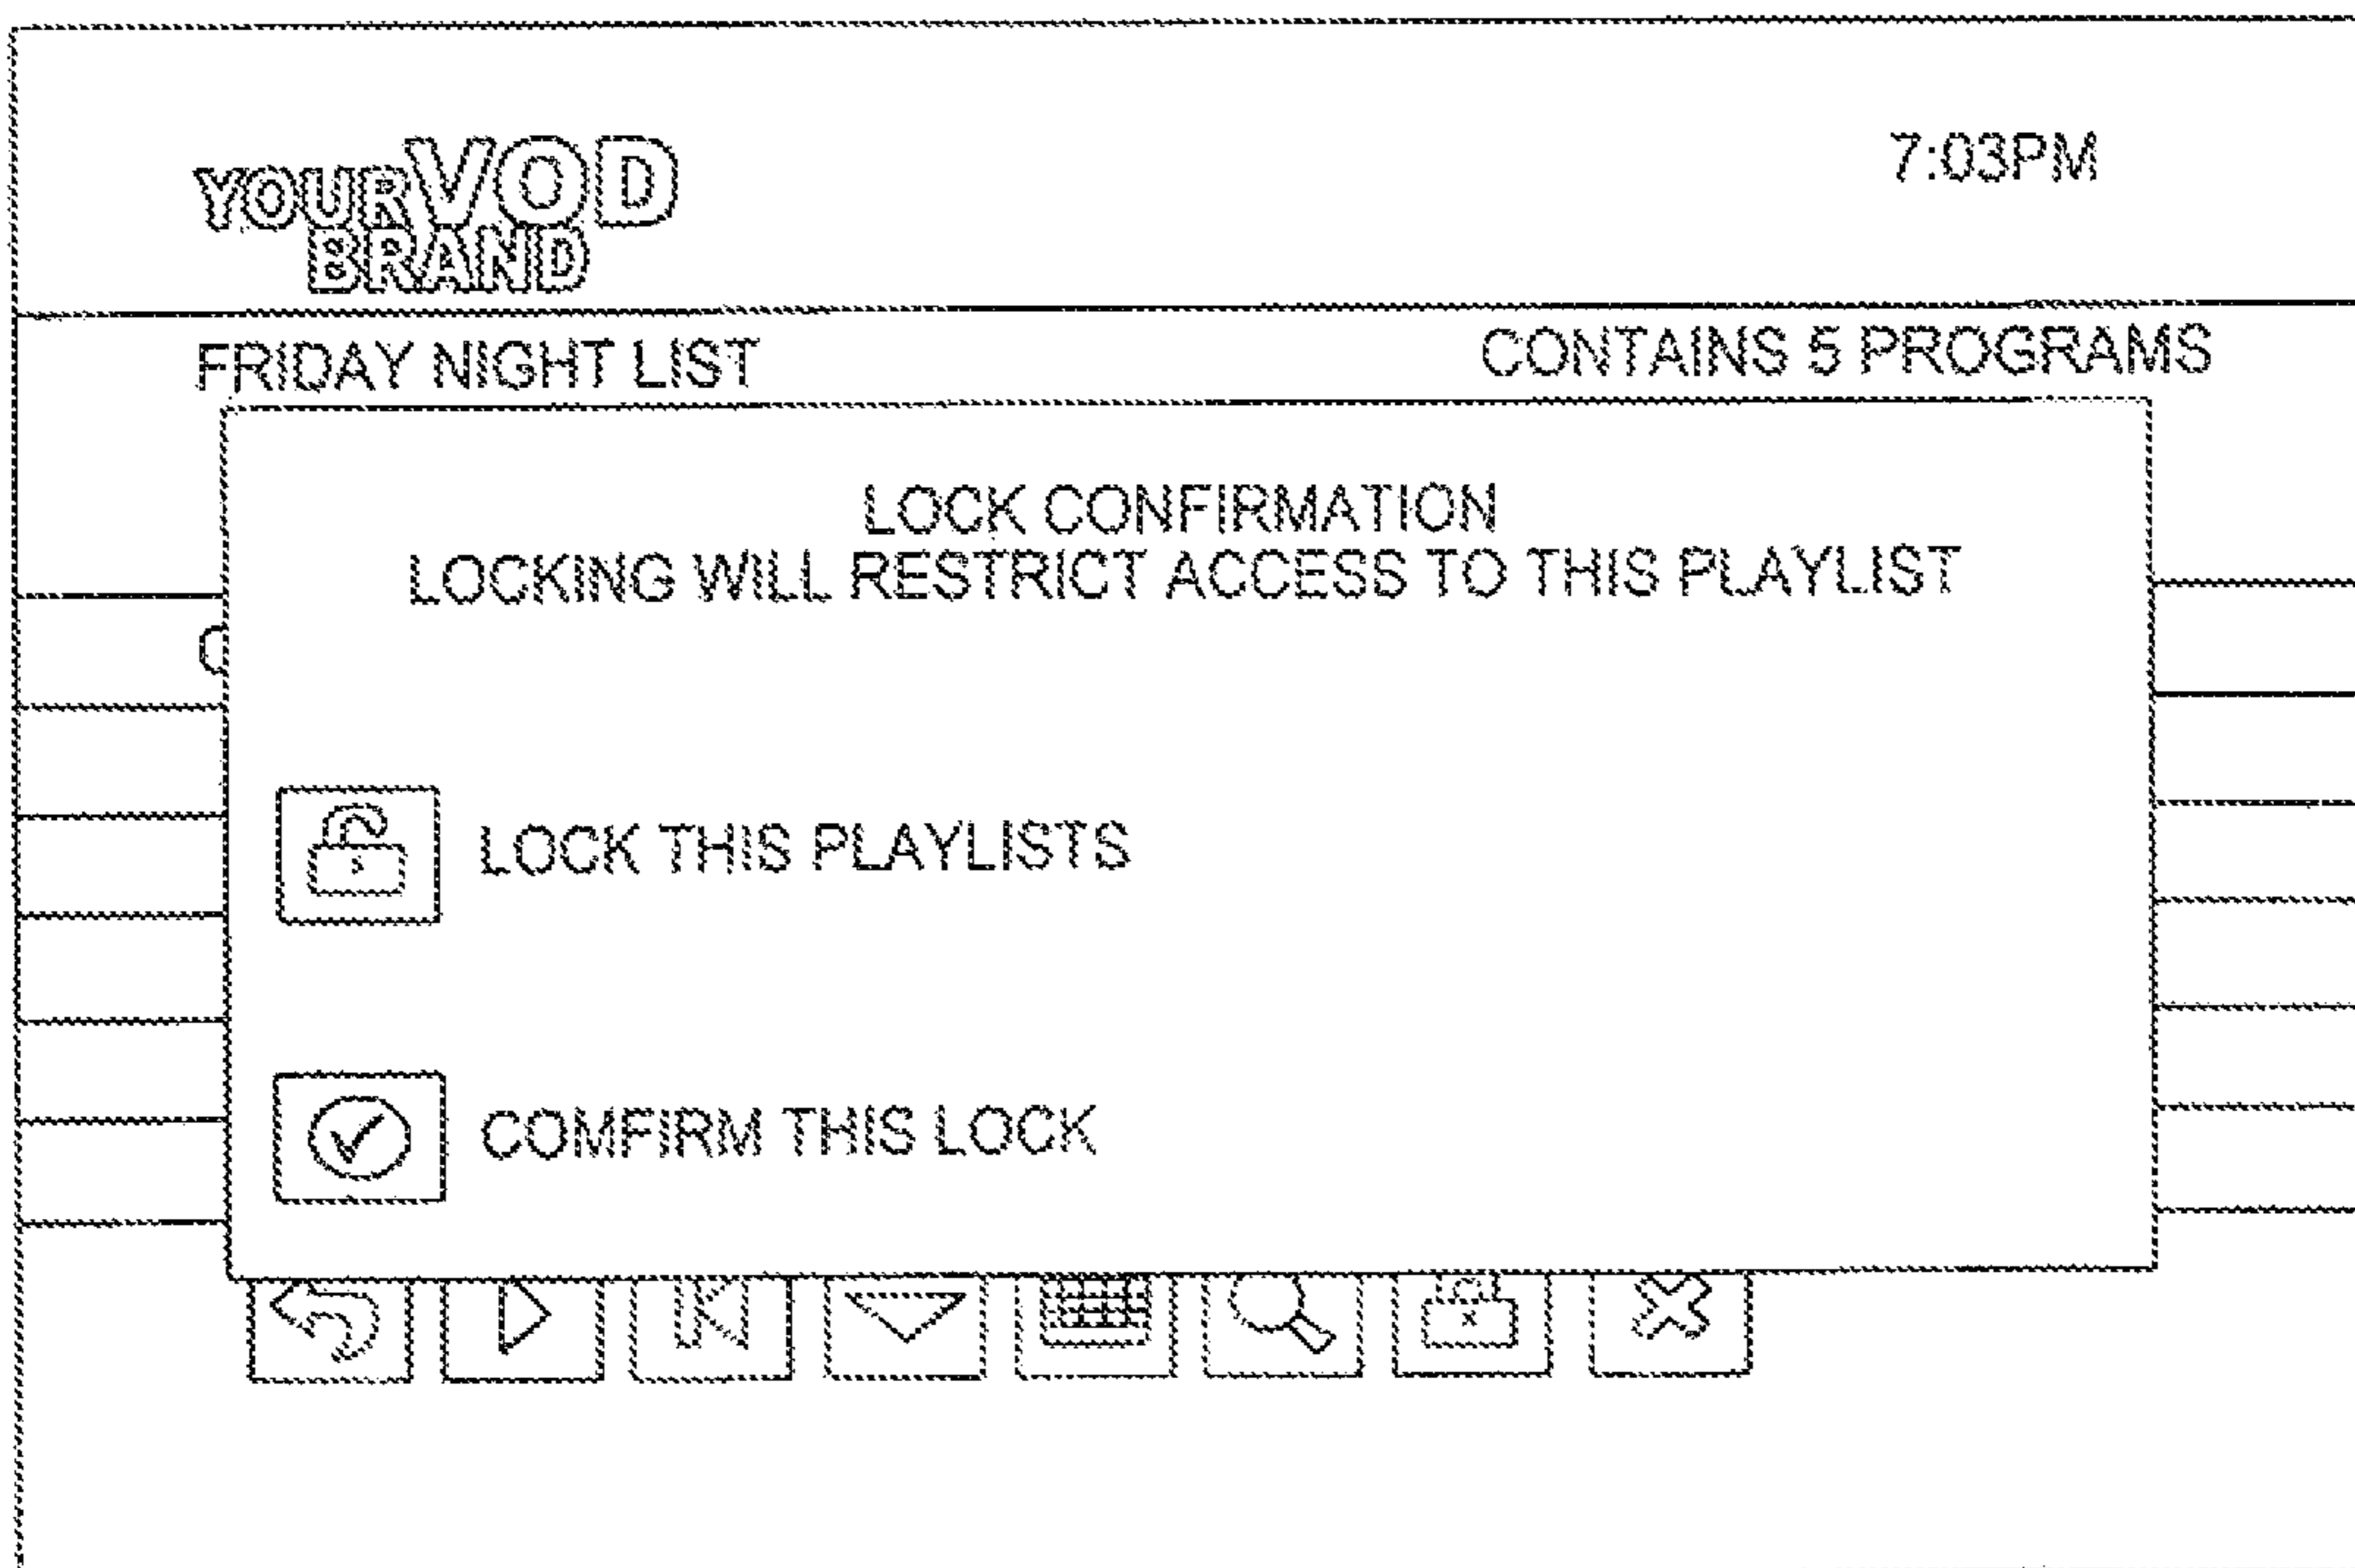 7:03PM
YOUR VOD
BRAND
FRIDAY NIGHT LIST
CONTAINS 5 PROGRAMS
LOCK CONFIRMATION
LOCKING WILL RESTRICT ACCESS TO THIS PLAYLIST
LOCK THIS PLAYLISTS
COMFIRM THIS LOCK